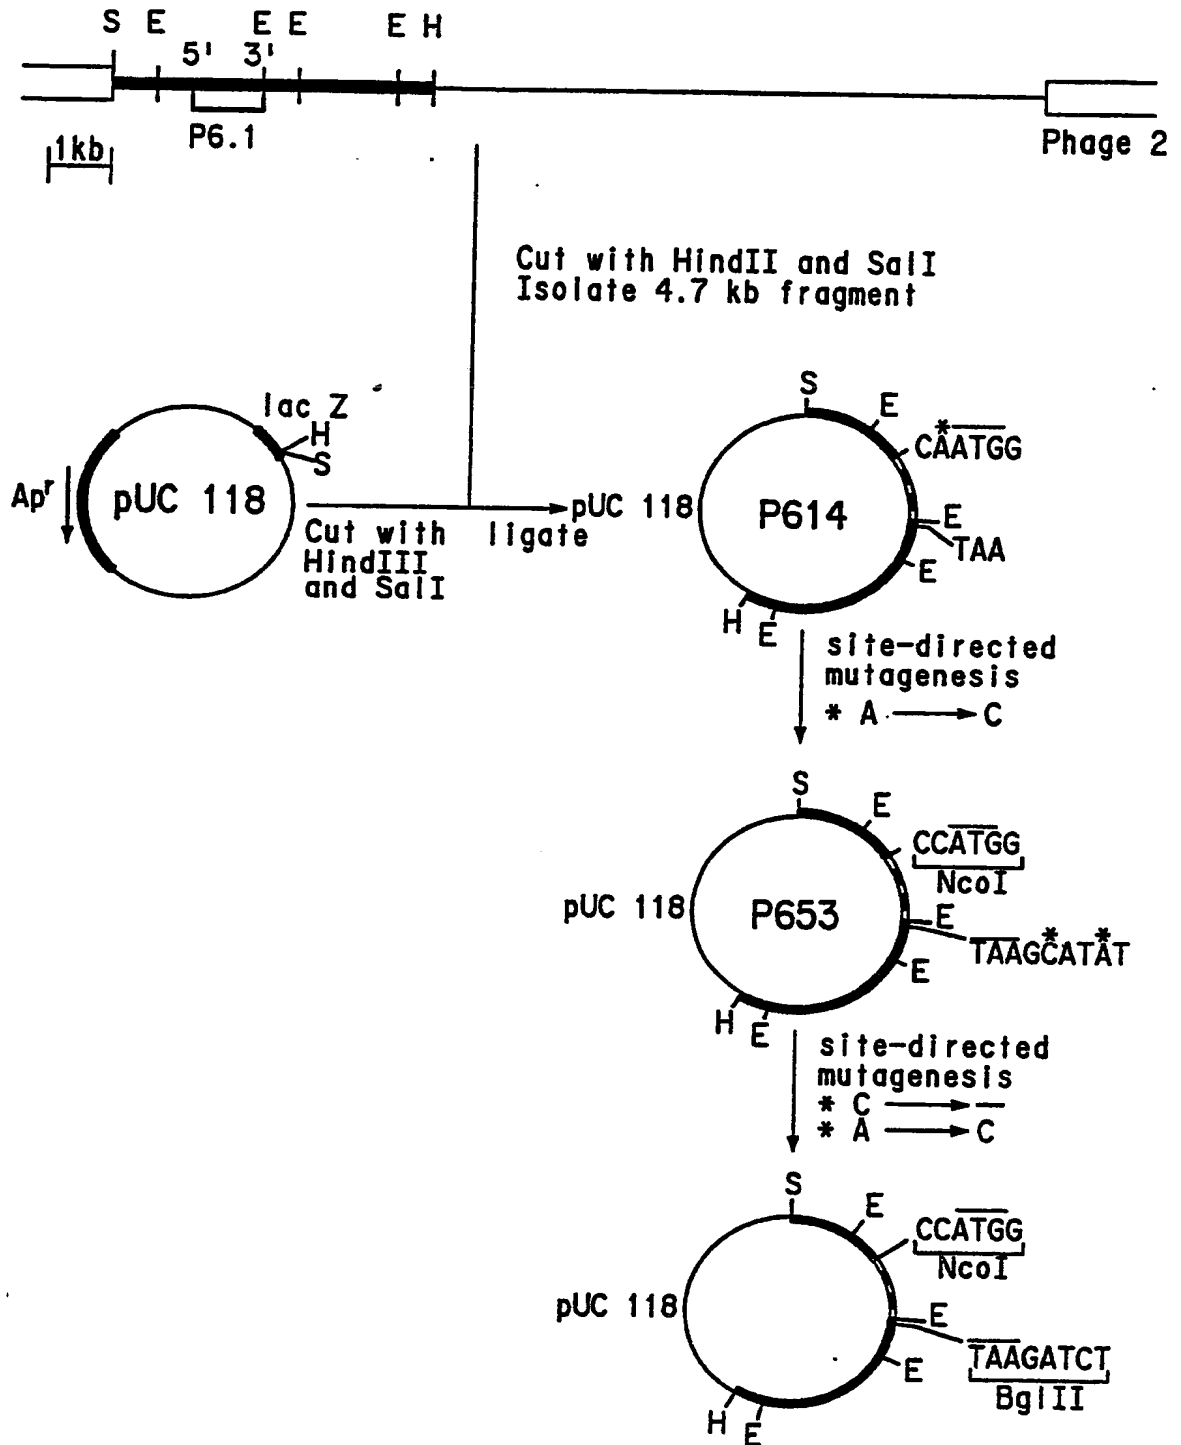 S E E E E H
5' 3'
P6.1
1kb
Phage 2
Cut with HindII and SalI
Isolate 4.7 kb fragment
lac Z
H
S
Apʳ
pUC 118
Cut with
HindIII
and SalI
ligate
pUC 118
P614
S
E
*
CAATGG
E
TAA
E
H
E
site-directed
mutagenesis
* A → C
S
E
CCATGG
NcoI
pUC 118
P653
E
* *
TAAGCATAT
E
H
E
site-directed
mutagenesis
* C → —
* A → C
S
E
CCATGG
NcoI
pUC 118
E
TAAGATCT
BglII
E
H
E